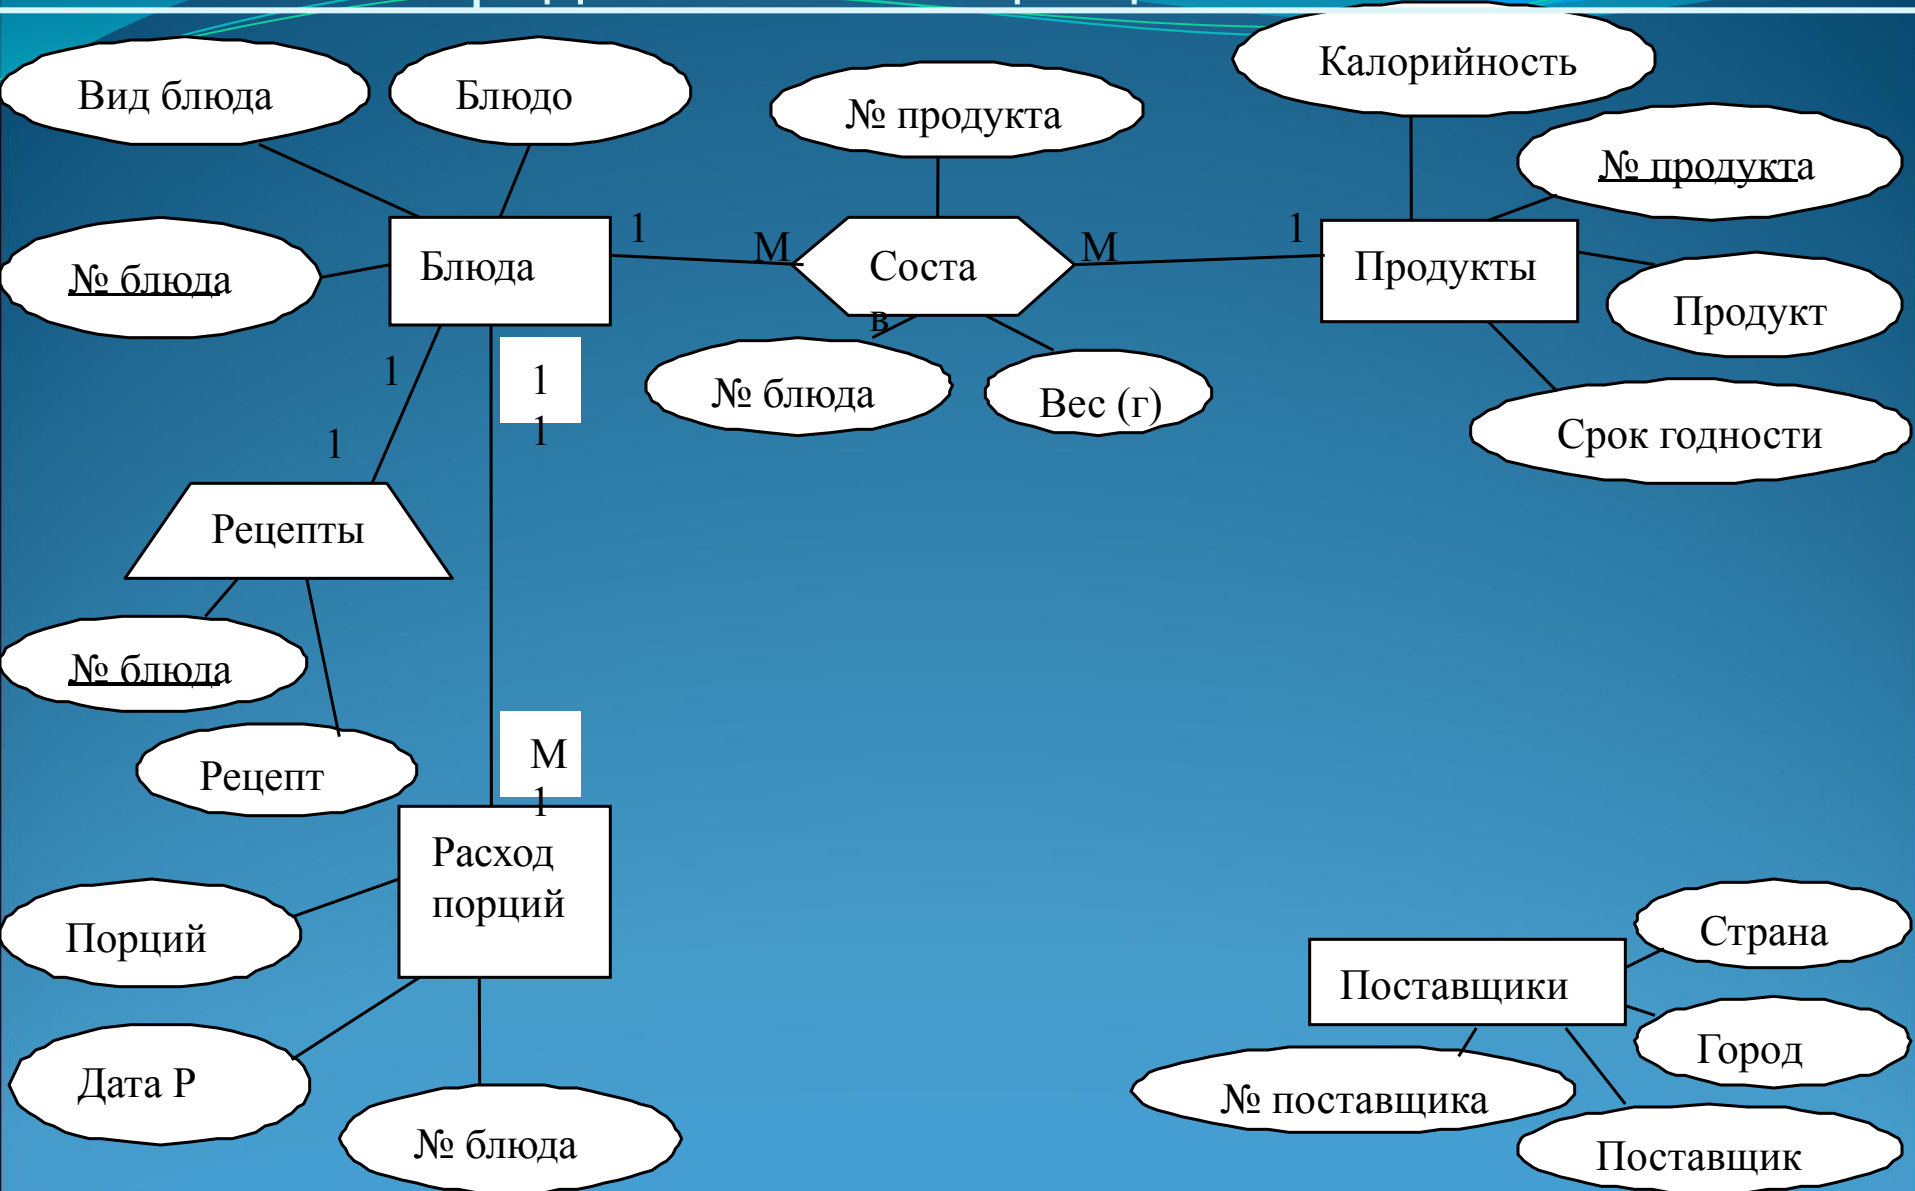 Вид блюда
Блюдо
№ продукта
Калорийность
№ продукта
№ блюда
Блюда
1
М
Соста
в
М
1
Продукты
Продукт
№ блюда
Вес (г)
Срок годности
1
1
1
1
Рецепты
№ блюда
Рецепт
М
1
Расход
порций
Порций
Дата Р
№ блюда
Поставщики
Страна
Город
№ поставщика
Поставщик